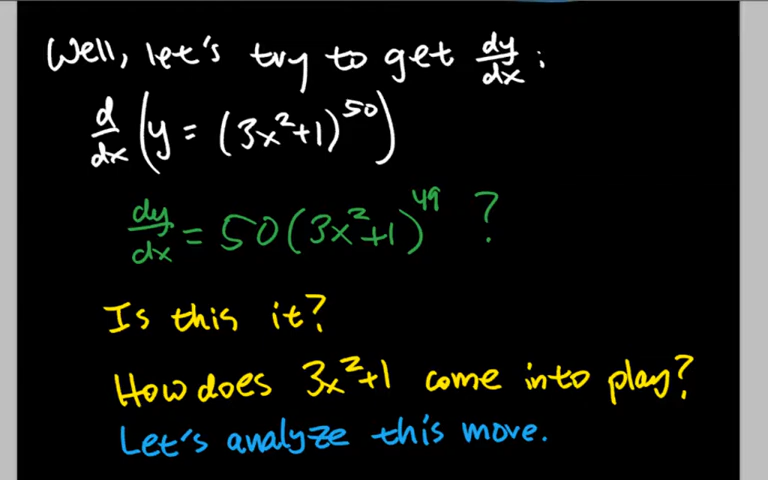 Well, let's try to get dy/dx:
d/dx (y = (3x²+1)⁵⁰)
dy/dx = 50(3x²+1)⁴⁹ ?
Is this it?
How does 3x²+1 come into play?
Let's analyze this move.